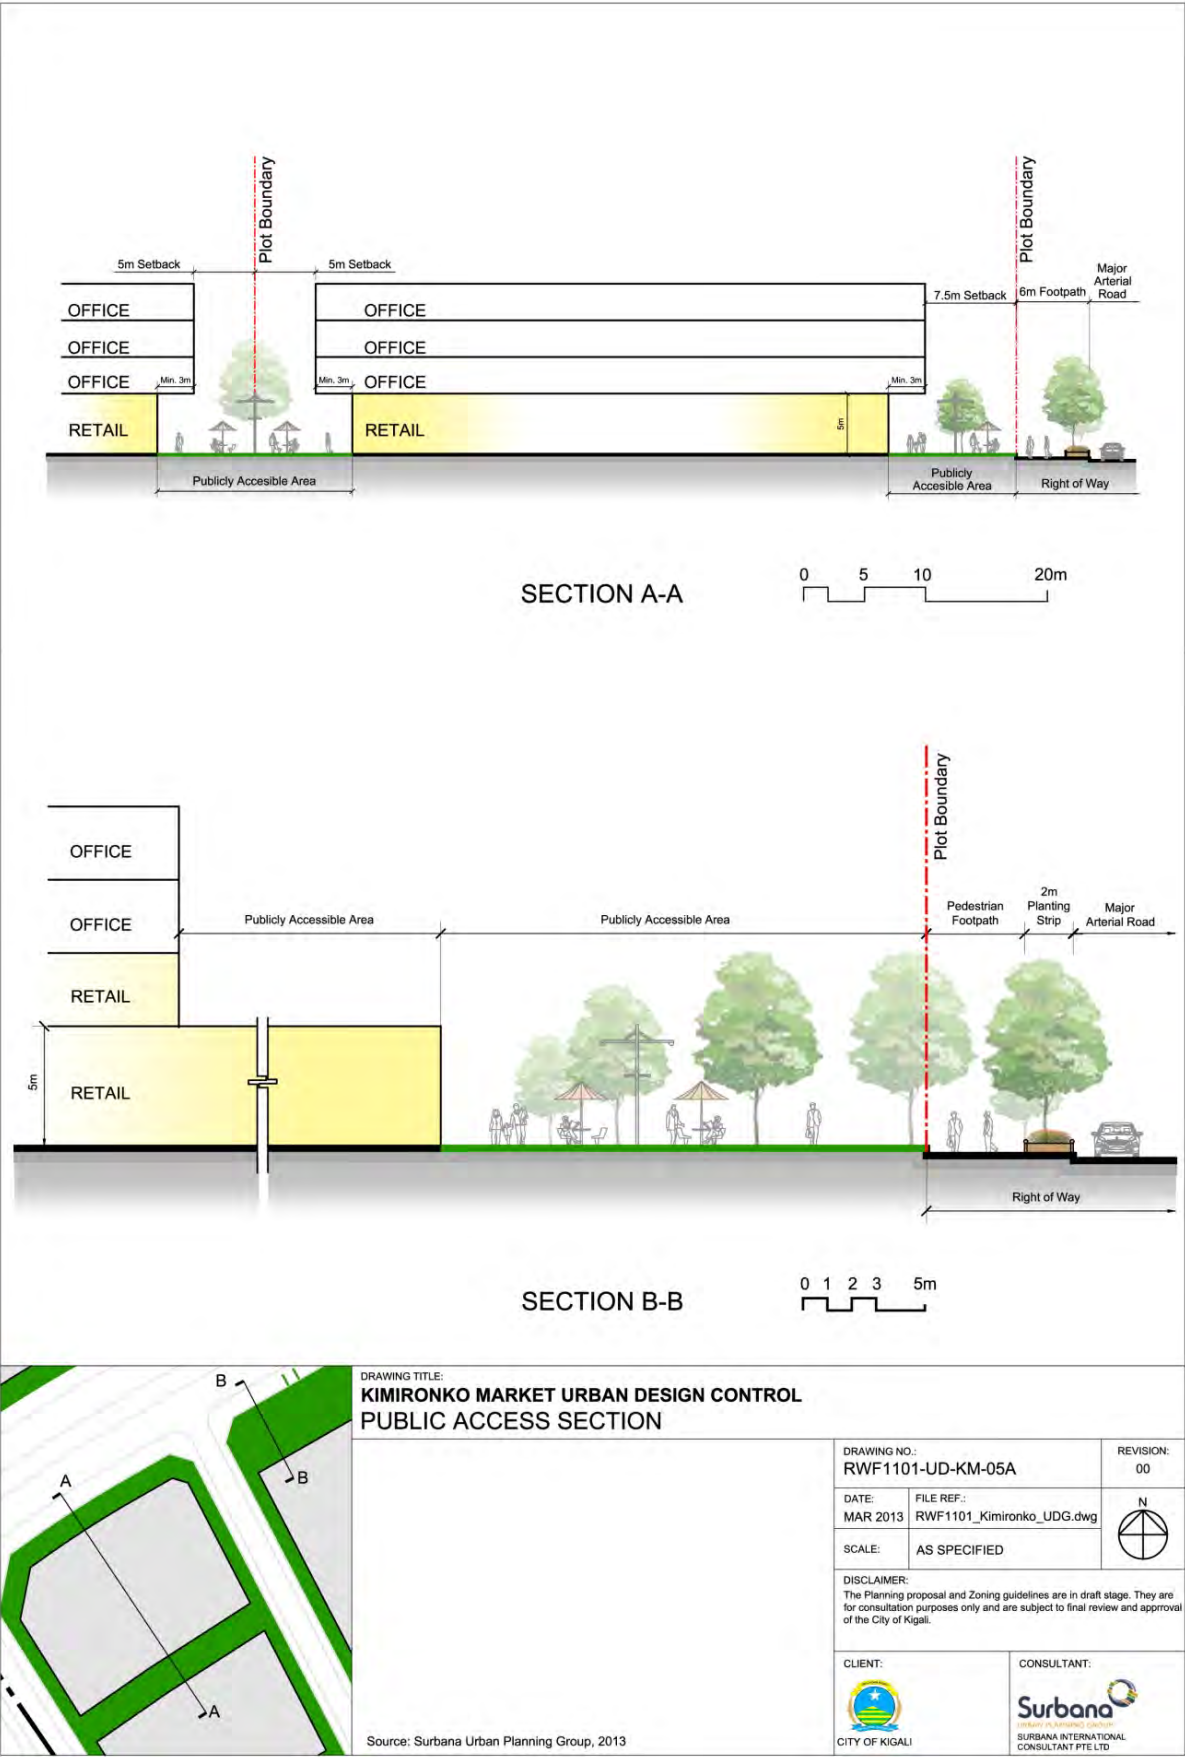 Plot Boundary
Plot Boundary
5m Setback
5m Setback
7.5m Setback
6m Footpath
Major
Arterial
Road
OFFICE
OFFICE
OFFICE
OFFICE
OFFICE
OFFICE
Min. 3m
Min. 3m
Min. 3m
RETAIL
RETAIL
5m
Publicly Accesible Area
Publicly
Accesible Area
Right of Way
SECTION A-A
0 5 10 20m
Plot Boundary
OFFICE
OFFICE
RETAIL
RETAIL
5m
Publicly Accessible Area
Publicly Accessible Area
Pedestrian
Footpath
2m
Planting
Strip
Major
Arterial Road
Right of Way
SECTION B-B
0 1 2 3 5m
B
B
A
A
DRAWING TITLE:
KIMIRONKO MARKET URBAN DESIGN CONTROL
PUBLIC ACCESS SECTION
DRAWING NO.:
RWF1101-UD-KM-05A
REVISION:
00
DATE:
MAR 2013
FILE REF.:
RWF1101_Kimironko_UDG.dwg
N
SCALE:
AS SPECIFIED
DISCLAIMER:
The Planning proposal and Zoning guidelines are in draft stage. They are
for consultation purposes only and are subject to final review and apprroval
of the City of Kigali.
CLIENT:
CITY OF KIGALI
CONSULTANT:
Surbana
URBAN PLANNING GROUP
SURBANA INTERNATIONAL
CONSULTANT PTE LTD
Source: Surbana Urban Planning Group, 2013